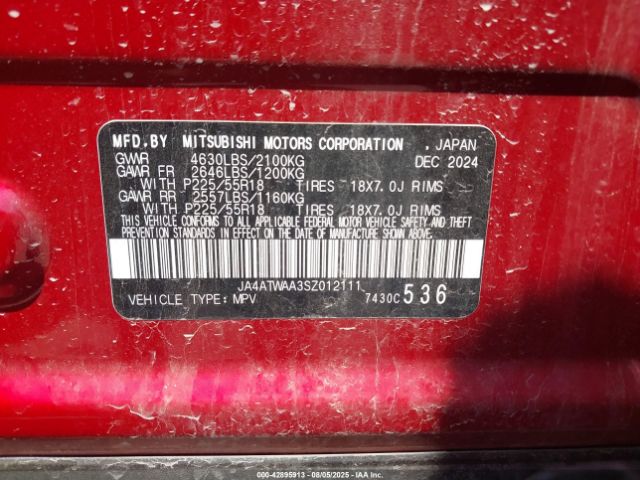 MFD.BY MITSUBISHI MOTORS CORPORATION , JAPAN
GVWR 4630LBS/2100KG DEC 2024
GAWR FR 2646LBS/1200KG
WITH P225/55R18 TIRES 18X7.0J RIMS
GAWR RR 2557LBS/1160KG
WITH P225/55R18 TIRES 18X7.0J RIMS
THIS VEHICLE CONFORMS TO ALL APPLICABLE FEDERAL MOTOR VEHICLE SAFETY AND THEFT
PREVENTION STANDARDS IN EFFECT ON THE DATE OF MANUFACTURE SHOWN ABOVE.
JA4ATWAA3SZ012111
VEHICLE TYPE: MPV 7430C 536
000-42895913 - 08/05/2025 - © IAA Holdings, LLC